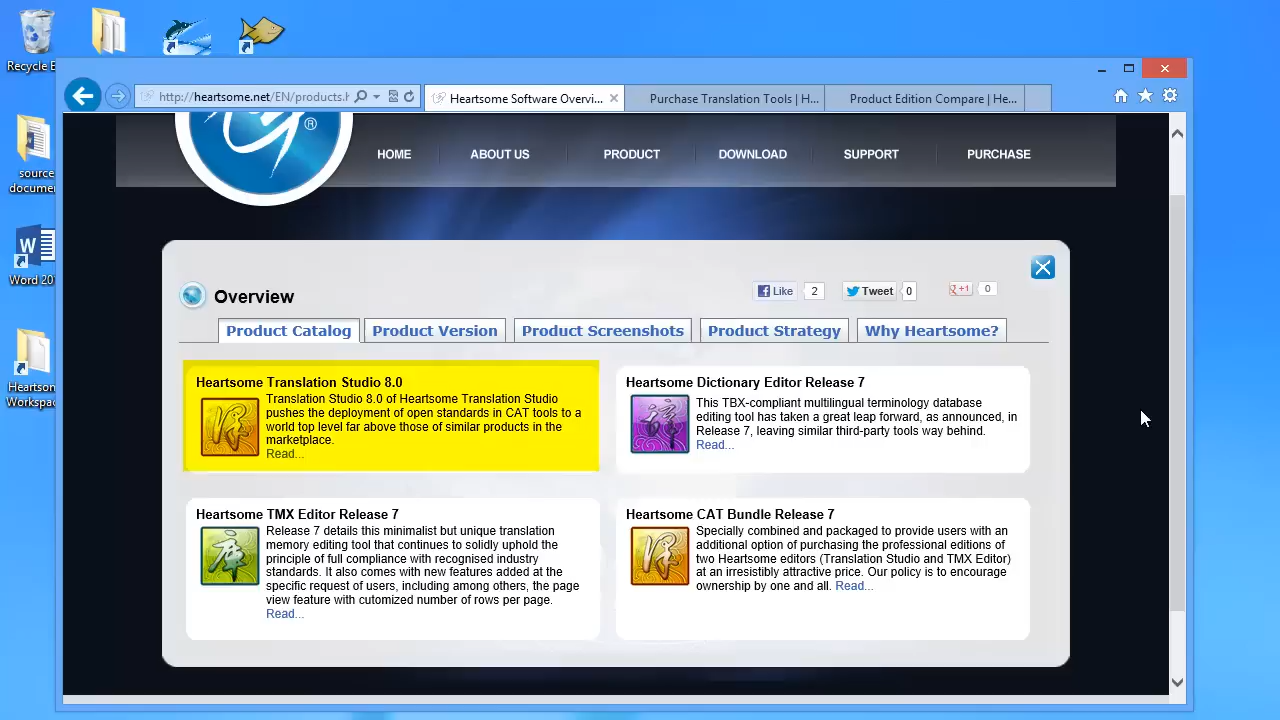 Recycle
http://heartsome.net/EN/products.
Heartsome Software Overvi...
Purchase Translation Tools | H...
Product Edition Compare | He...
®
HOME
ABOUT US
PRODUCT
DOWNLOAD
SUPPORT
PURCHASE
source
Word 20
Overview
Like
2
Tweet
0
+1
0
Product Catalog
Product Version
Product Screenshots
Product Strategy
Why Heartsome?
Heartsome Translation Studio 8.0
Translation Studio 8.0 of Heartsome Translation Studio
pushes the deployment of open standards in CAT tools to a
world top level far above those of similar products in the
marketplace.
Read...
Heartsome Dictionary Editor Release 7
This TBX-compliant multilingual terminology database
editing tool has taken a great leap forward, as announced, in
Release 7, leaving similar third-party tools way behind.
Read...
Heartsome TMX Editor Release 7
Release 7 details this minimalist but unique translation
memory editing tool that continues to solidly uphold the
principle of full compliance with recognised industry
standards. It also comes with new features added at the
specific request of users, including among others, the page
view feature with cutomized number of rows per page.
Read...
Heartsome CAT Bundle Release 7
Specially combined and packaged to provide users with an
additional option of purchasing the professional editions of
two Heartsome editors (Translation Studio and TMX Editor)
at an irresistibly attractive price. Our policy is to encourage
ownership by one and all. Read...